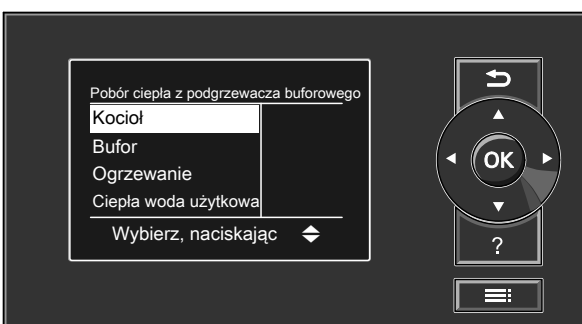 Pobór ciepła z podgrzewacza buforowego
Kocioł
Bufor
Ogrzewanie
Ciepła woda użytkowa
Wybierz, naciskając
OK
?